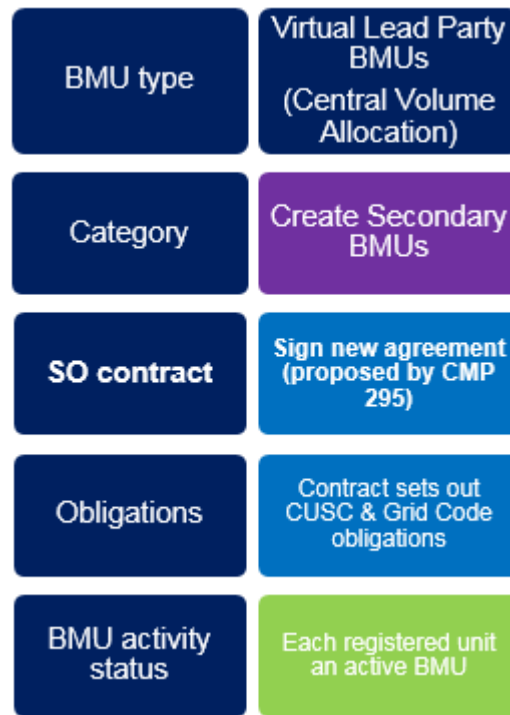 BMU type
Virtual Lead Party
BMUs
(Central Volume
Allocation)
Category
Create Secondary
BMUs
SO contract
Sign new agreement
(proposed by CMP
295)
Obligations
Contract sets out
CUSC & Grid Code
obligations
BMU activity
status
Each registered unit
an active BMU